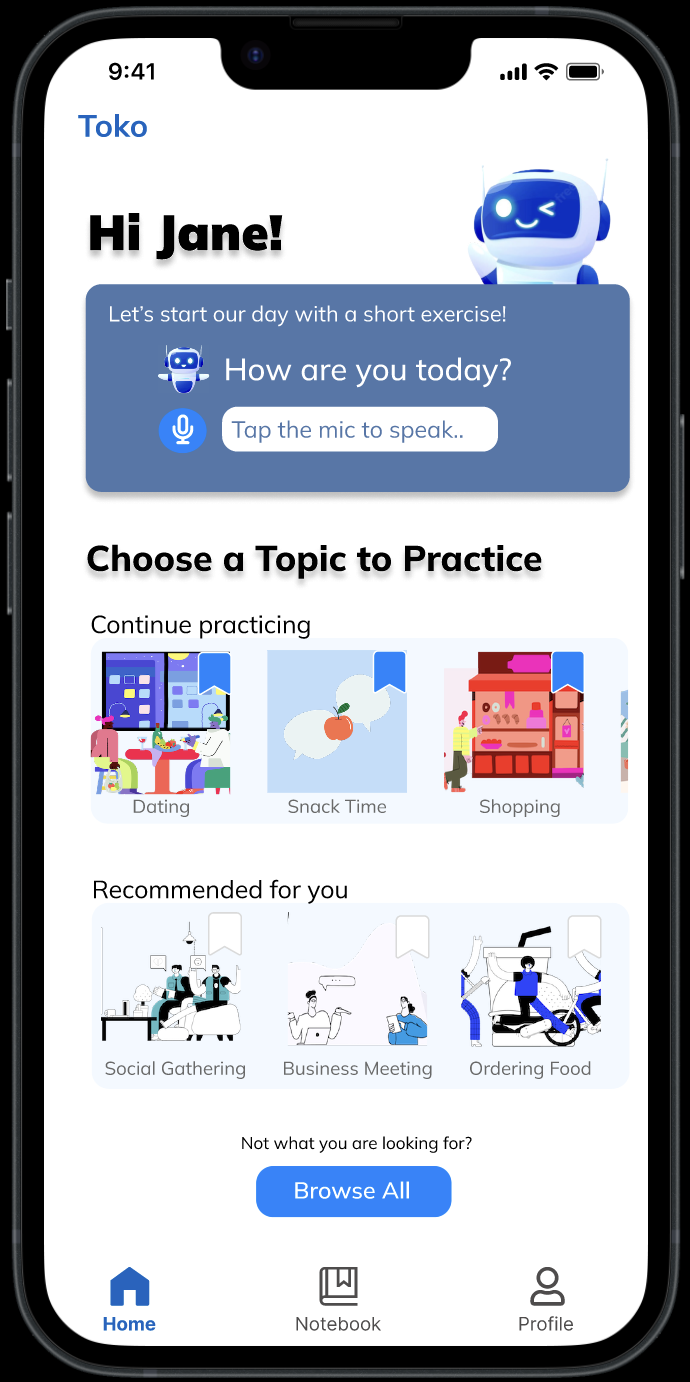 9:41
Toko
Hi Jane!
Let's start our day with a short exercise!
How are you today?
Tap the mic to speak..
Choose a Topic to Practice
Continue practicing
Dating
Snack Time
Shopping
Recommended for you
Social Gathering
Business Meeting
Ordering Food
Not what you are looking for?
Browse All
Home
Notebook
Profile